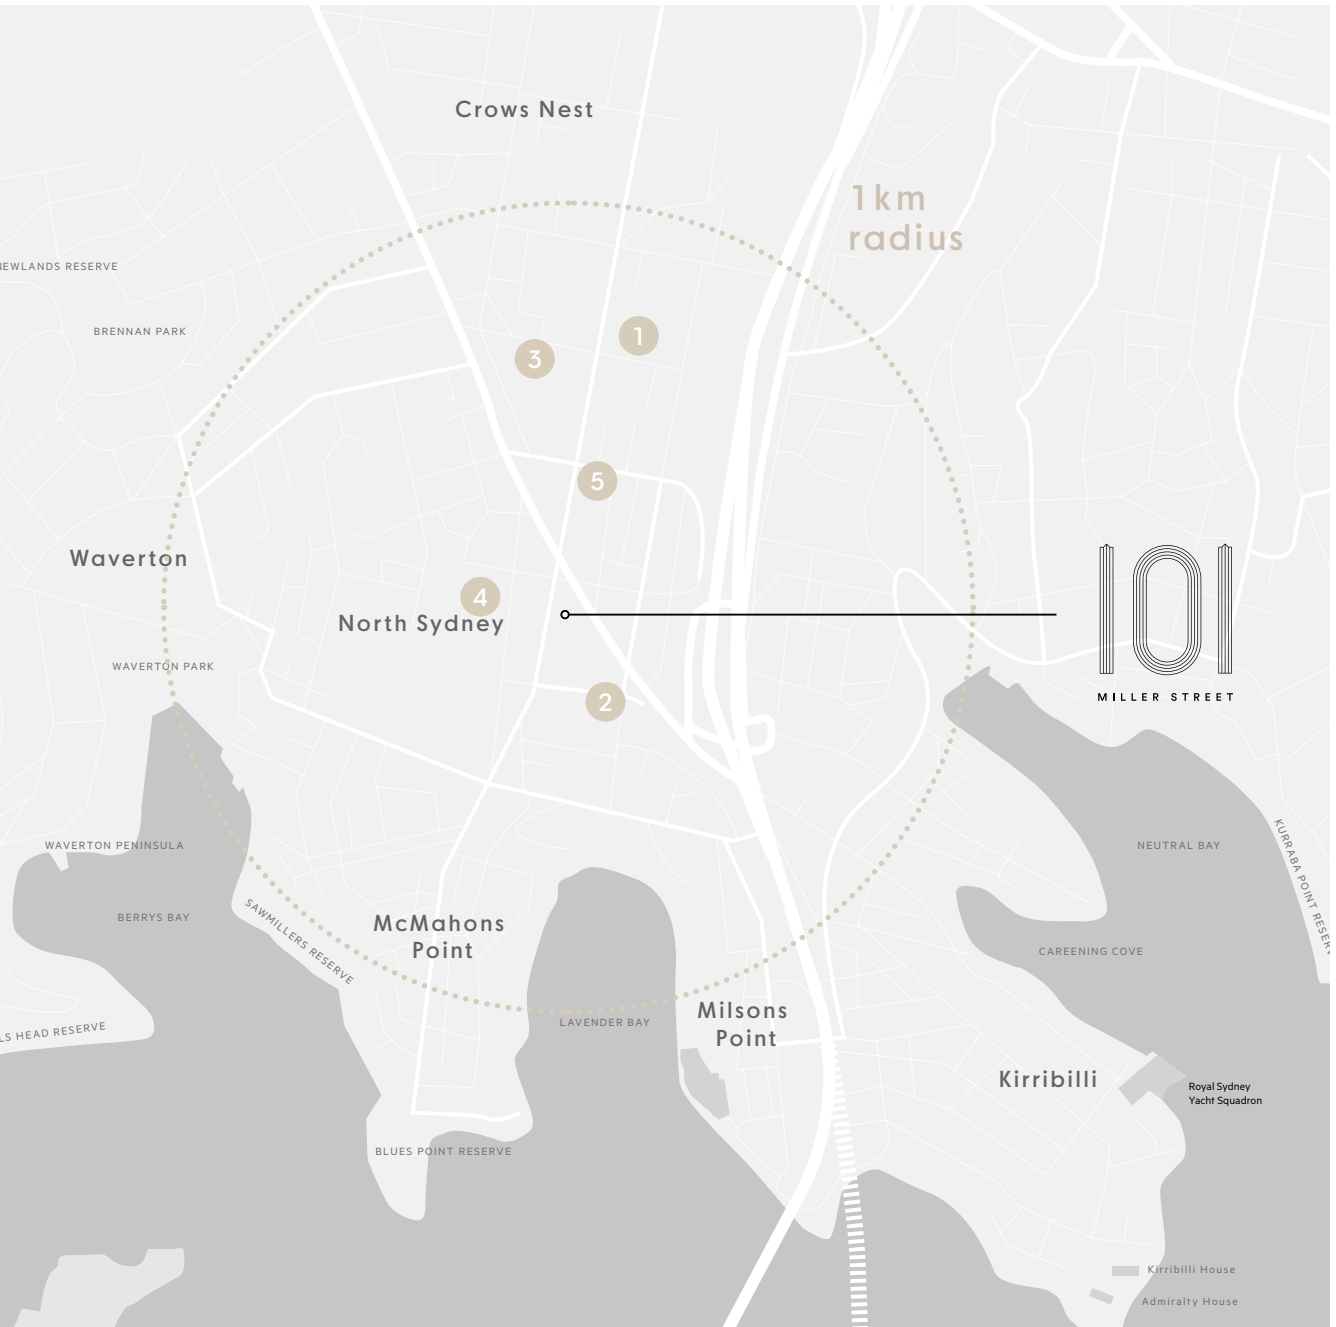 Crows Nest
1km
radius
BRENNAN PARK
1
3
5
Waverton
4
North Sydney
101
MILLER STREET
WAVERTON PARK
2
WAVERTON PENINSULA
NEUTRAL BAY
BERRYS BAY
SAWMILLERS RESERVE
McMahons
Point
CAREENING COVE
Milsons
Point
LAVENDER BAY
HEAD RESERVE
Kirribilli
Royal Sydney
Yacht Squadron
BLUES POINT RESERVE
Kirribilli House
Admiralty House
KURRABA POINT
EWLANDS RESERVE